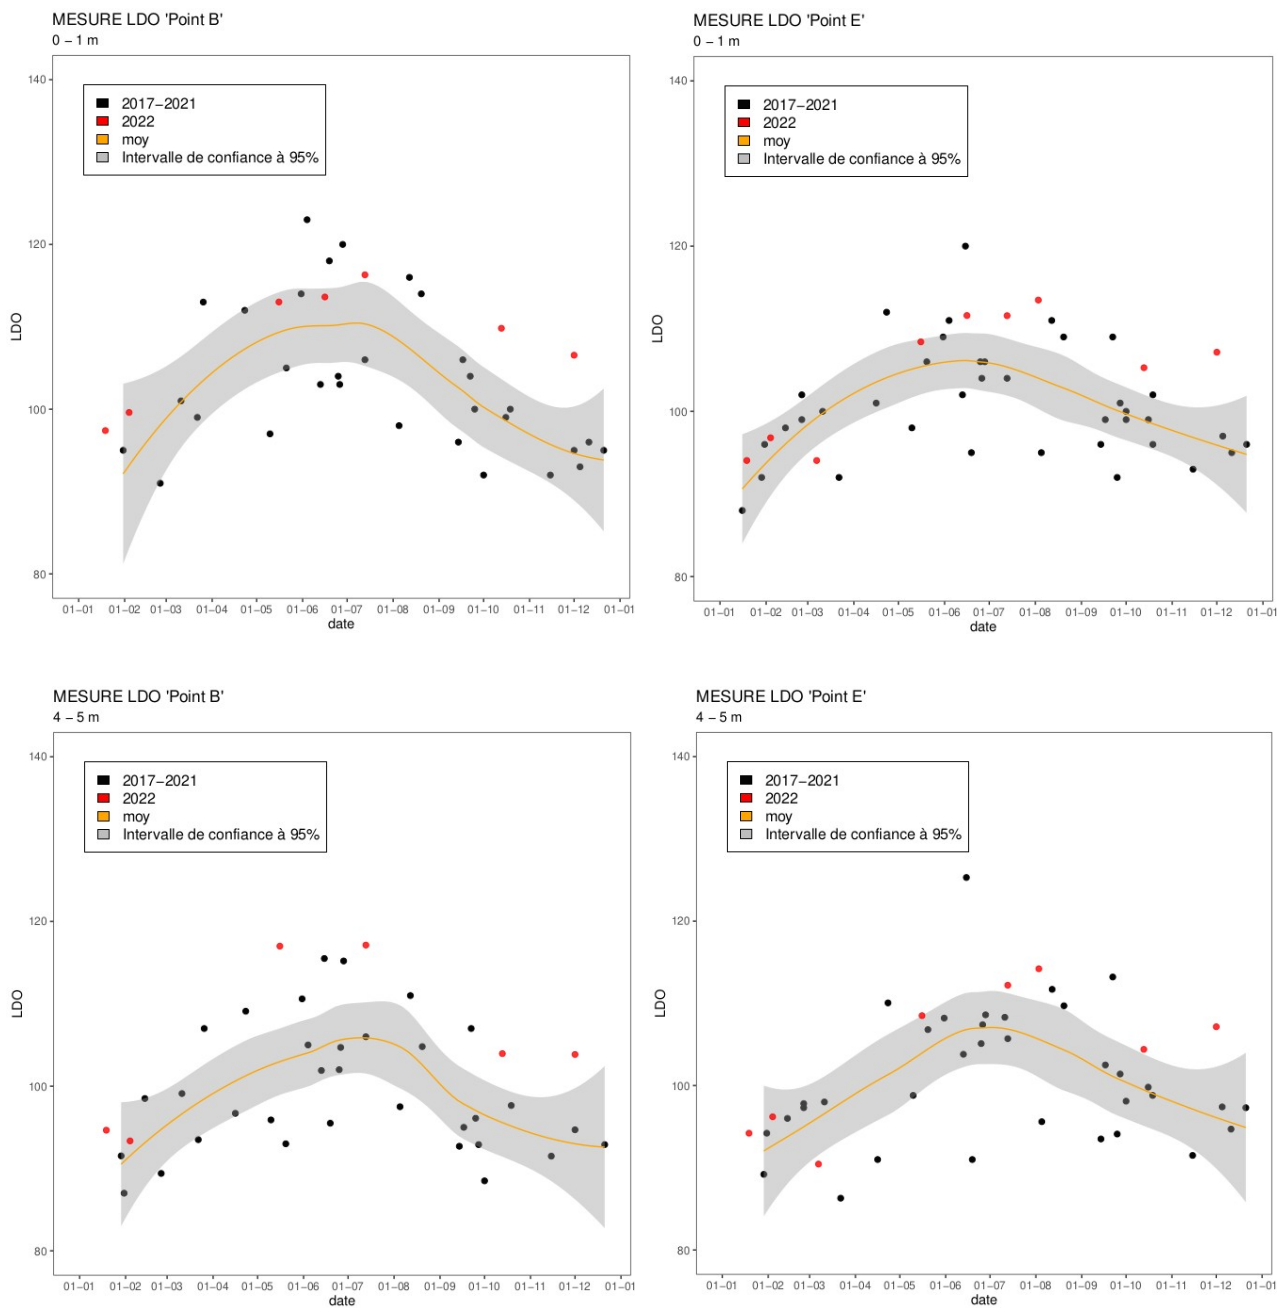 MESURE LDO 'Point B'
0 − 1 m
140
120
100
80
LDO
2017−2021
2022
moy
Intervalle de confiance à 95%
01−01 01−02 01−03 01−04 01−05 01−06 01−07 01−08 01−09 01−10 01−11 01−12 01−01
date
MESURE LDO 'Point E'
0 − 1 m
140
120
100
80
LDO
2017−2021
2022
moy
Intervalle de confiance à 95%
01−01 01−02 01−03 01−04 01−05 01−06 01−07 01−08 01−09 01−10 01−11 01−12 01−01
date
MESURE LDO 'Point B'
4 − 5 m
140
120
100
80
LDO
2017−2021
2022
moy
Intervalle de confiance à 95%
01−01 01−02 01−03 01−04 01−05 01−06 01−07 01−08 01−09 01−10 01−11 01−12 01−01
date
MESURE LDO 'Point E'
4 − 5 m
140
120
100
80
LDO
2017−2021
2022
moy
Intervalle de confiance à 95%
01−01 01−02 01−03 01−04 01−05 01−06 01−07 01−08 01−09 01−10 01−11 01−12 01−01
date